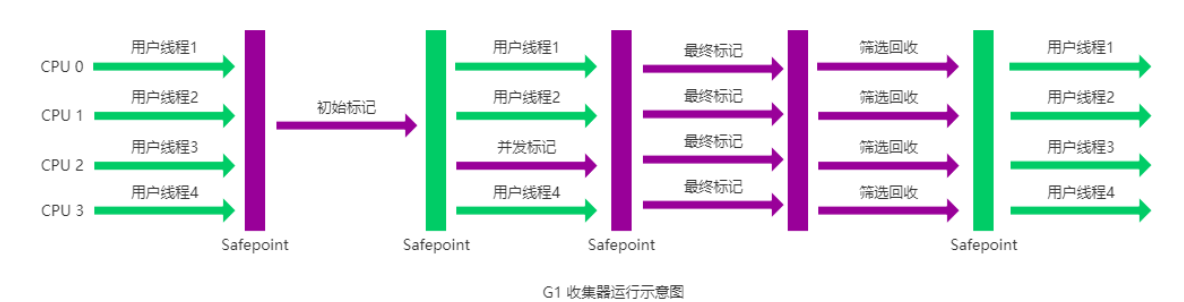 用户线程1 用户线程1 最终标记 筛选回收 用户线程1
CPU 0
用户线程2 初始标记 用户线程2 最终标记 筛选回收 用户线程2
CPU 1
用户线程3 并发标记 最终标记 筛选回收 用户线程3
CPU 2
用户线程4 用户线程4 最终标记 筛选回收 用户线程4
CPU 3
Safepoint Safepoint Safepoint Safepoint
G1 收集器运行示意图